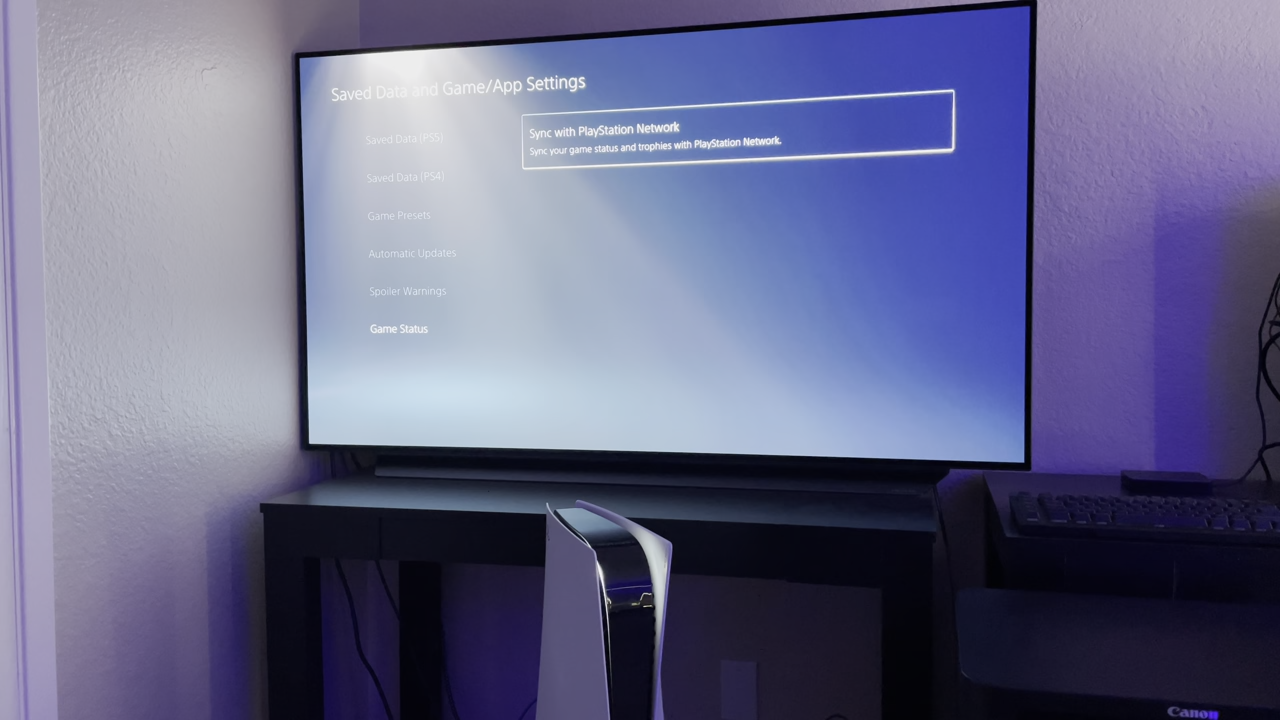 Saved Data and Game/App Settings
Saved Data (PS5)
Saved Data (PS4)
Game Presets
Automatic Updates
Spoiler Warnings
Game Status
Sync with PlayStation Network
Sync your game status and trophies with PlayStation Network.
Canon